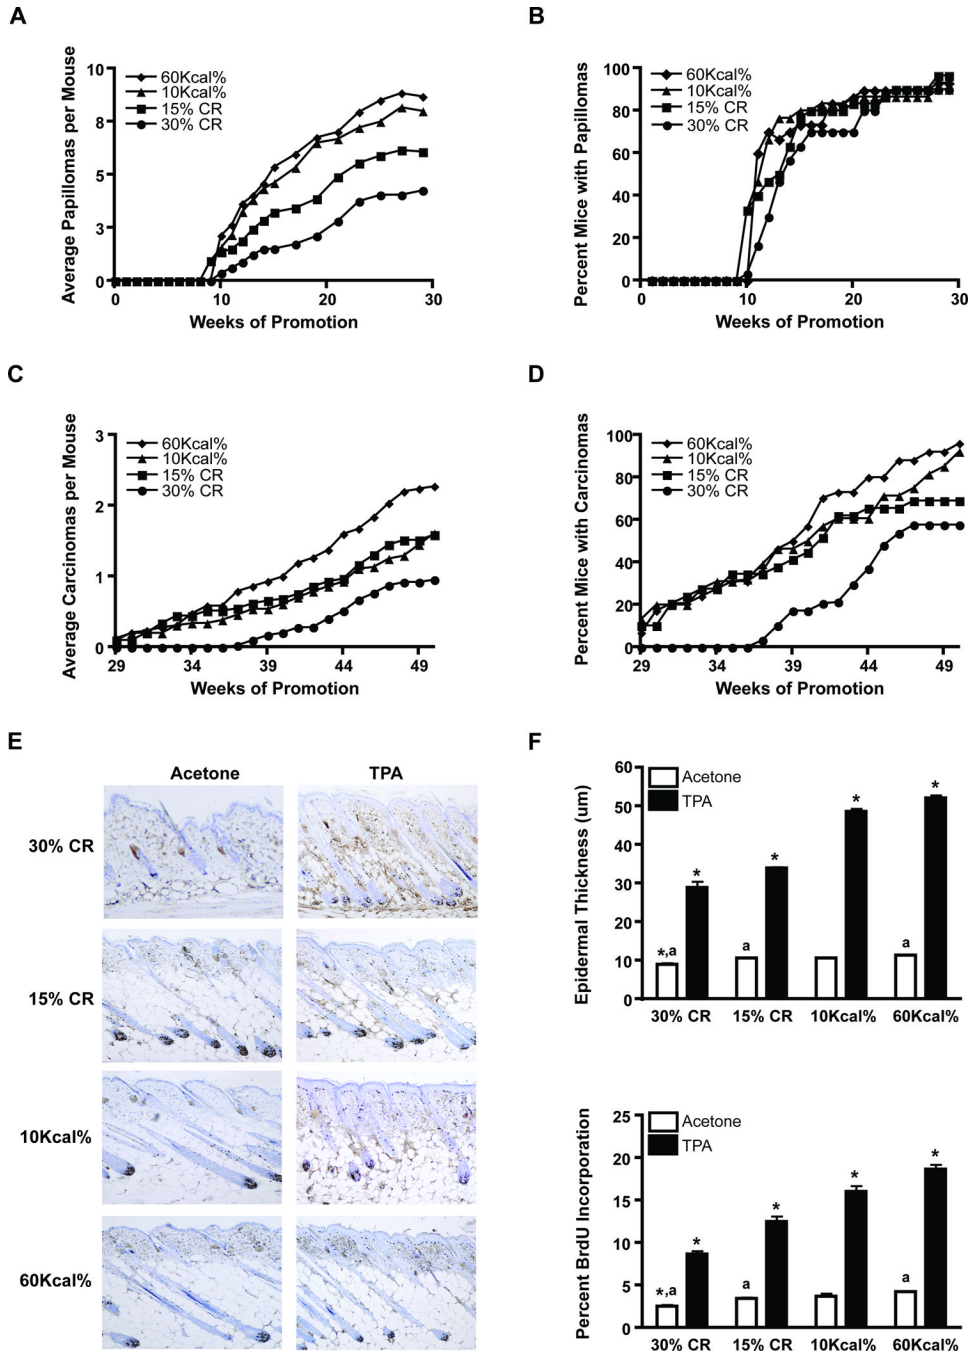 A
Average Papillomas per Mouse
10
8
5
3
0
60Kcal%
10Kcal%
15% CR
30% CR
0 10 20 30
Weeks of Promotion
B
Percent Mice with Papillomas
100
80
60
40
20
0
60Kcal%
10Kcal%
15% CR
30% CR
0 10 20 30
Weeks of Promotion
C
Average Carcinomas per Mouse
3
2
1
0
60Kcal%
10Kcal%
15% CR
30% CR
29 34 39 44 49
Weeks of Promotion
D
Percent Mice with Carcinomas
100
80
60
40
20
0
60Kcal%
10Kcal%
15% CR
30% CR
29 34 39 44 49
Weeks of Promotion
E
Acetone TPA
30% CR
15% CR
10Kcal%
60Kcal%
F
Epidermal Thickness (um)
60
50
40
30
20
10
0
Acetone
TPA
*,a * a * * a *
30% CR 15% CR 10Kcal% 60Kcal%
Percent BrdU Incorporation
25
20
15
10
5
0
Acetone
TPA
*,a * a * * a *
30% CR 15% CR 10Kcal% 60Kcal%